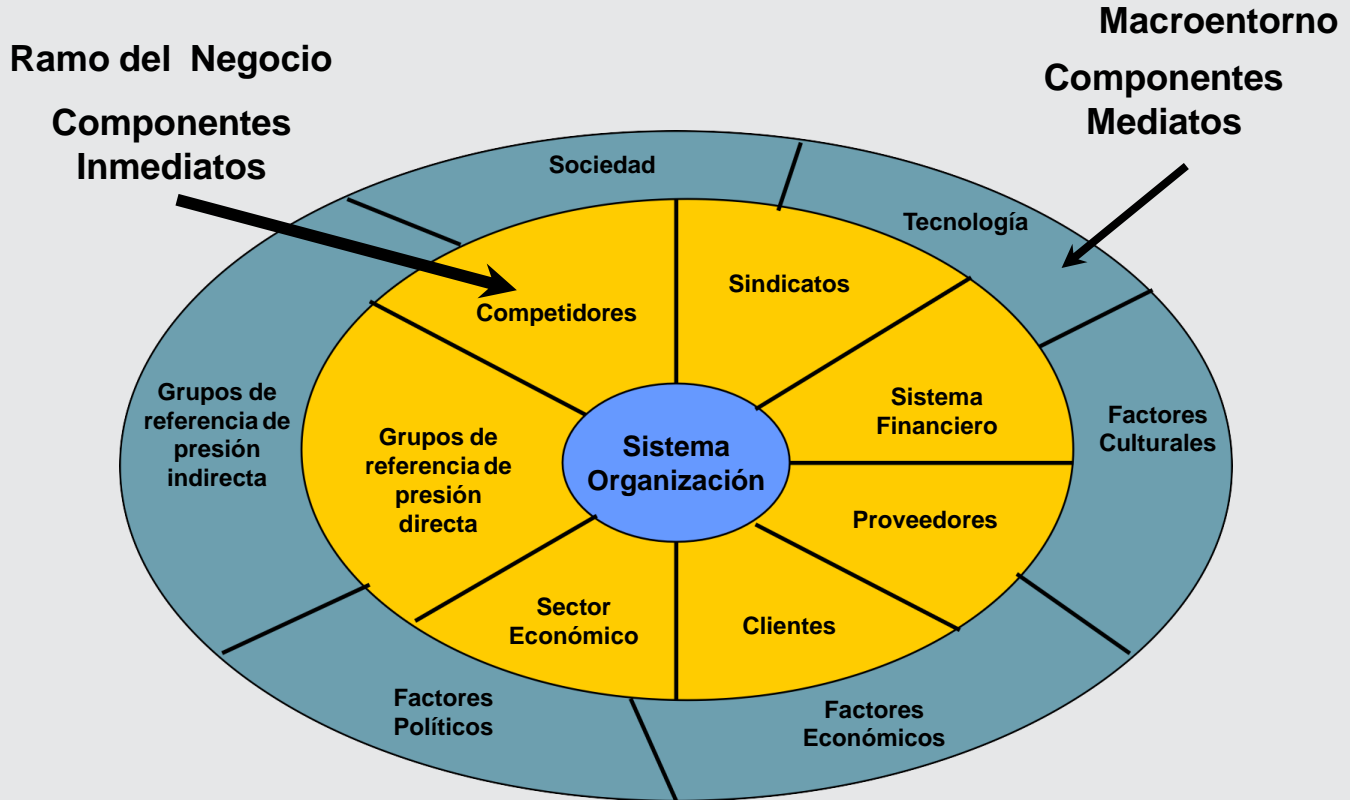 Macroentorno
Ramo del Negocio
Componentes
Mediatos
Componentes
Inmediatos
Sociedad
Tecnología
Sindicatos
Competidores
Grupos de
referencia de
presión
indirecta
Sistema
Financiero
Factores
Culturales
Grupos de
referencia de
presión
directa
Sistema
Organización
Proveedores
Sector
Económico
Clientes
Factores
Políticos
Factores
Económicos